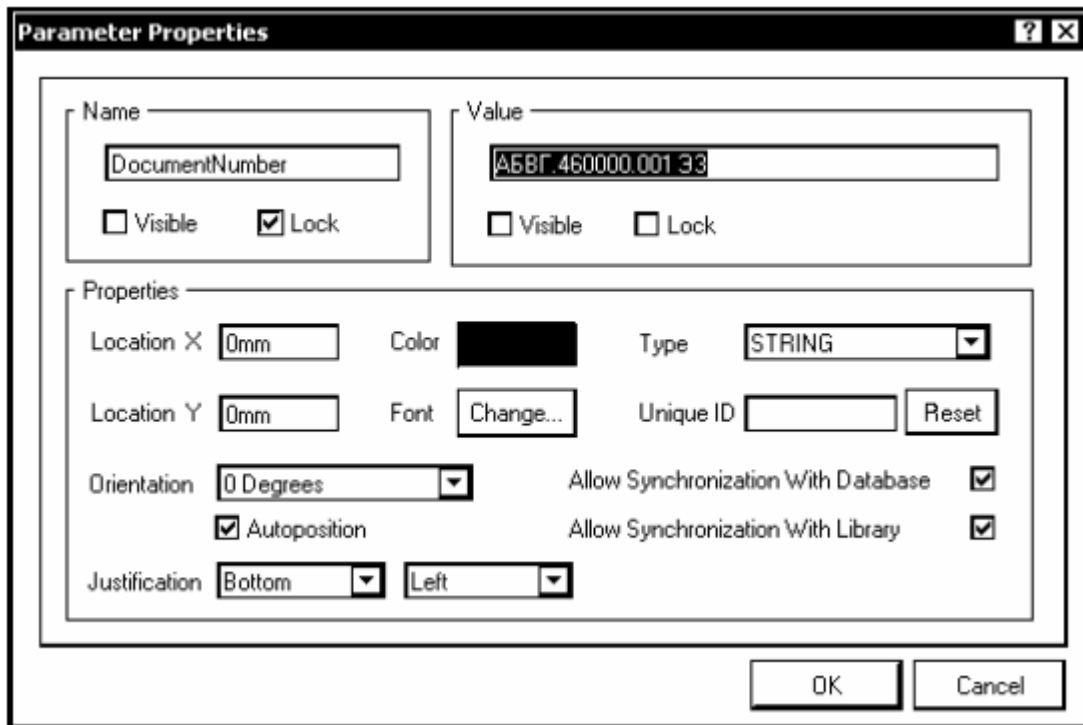 Parameter Properties
Name
Value
DocumentNumber
АБВГ.460000.001 ЭЗ
Visible
Lock
Visible
Lock
Properties
Location X
0mm
Color
Type
STRING
Location Y
0mm
Font
Change...
Unique ID
Reset
Orientation
0 Degrees
Allow Synchronization With Database
Autoposition
Allow Synchronization With Library
Justification
Bottom
Left
OK
Cancel